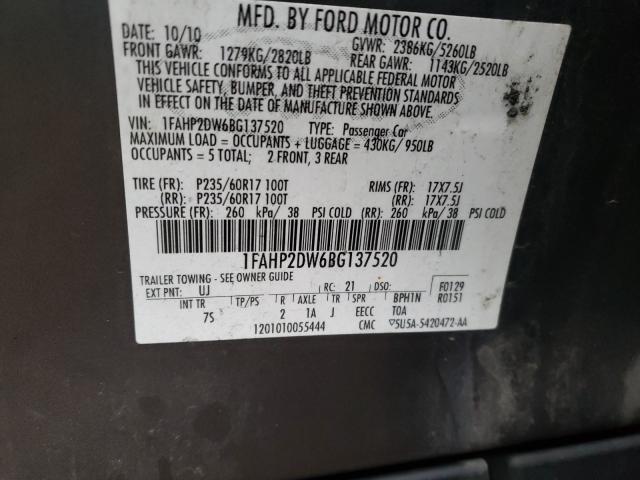 MFD. BY FORD MOTOR CO.
DATE: 10/10 GVWR: 2386KG/5260LB
FRONT GAWR: 1279KG/2820LB REAR GAWR: 1143KG/2520LB
THIS VEHICLE CONFORMS TO ALL APPLICABLE FEDERAL MOTOR
VEHICLE SAFETY, BUMPER, AND THEFT PREVENTION STANDARDS
IN EFFECT ON THE DATE OF MANUFACTURE SHOWN ABOVE.
VIN: 1FAHP2DW6BG137520 TYPE: Passenger Car
MAXIMUM LOAD = OCCUPANTS + LUGGAGE = 430KG/950LB
OCCUPANTS = 5 TOTAL; 2 FRONT, 3 REAR
TIRE (FR): P235/60R17 100T RIMS (FR): 17X7.5J
(RR): P235/60R17 100T (RR): 17X7.5J
PRESSURE (FR): 260 kPa/ 38 PSI COLD (RR): 260 kPa/ 38 PSI COLD
1FAHP2DW6BG137520
TRAILER TOWING - SEE OWNER GUIDE
EXT PNT: UJ RC: 21 DSO: F0129
INT TR TP/PS R AXLE TR SPR BPH1N R0151
7S 2 1A J EECC TOA
1201010055444 CMC 5U5A-5420472-AA